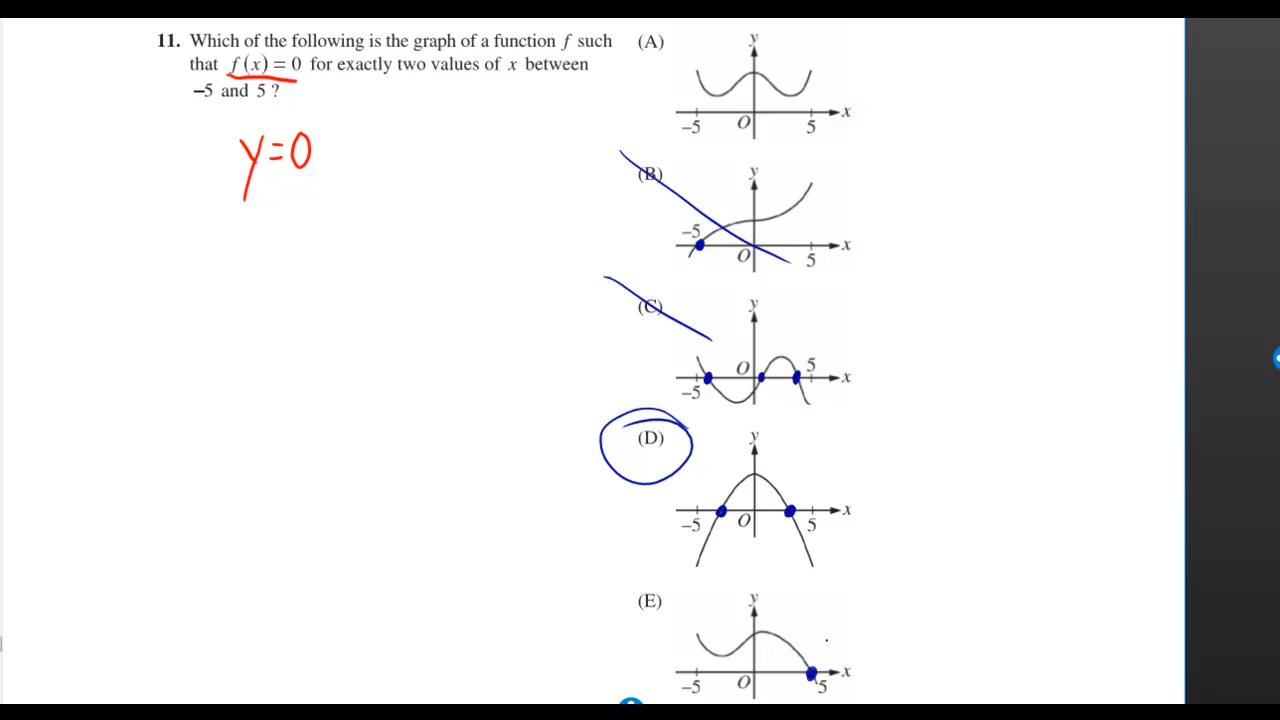 11. Which of the following is the graph of a function f such
that f(x) = 0 for exactly two values of x between
–5 and 5 ?
y=0
(A)
y
x
–5
O
5
(B)
y
–5
x
O
5
(C)
y
O
5
x
–5
(D)
y
x
–5
O
5
(E)
y
x
–5
O
5